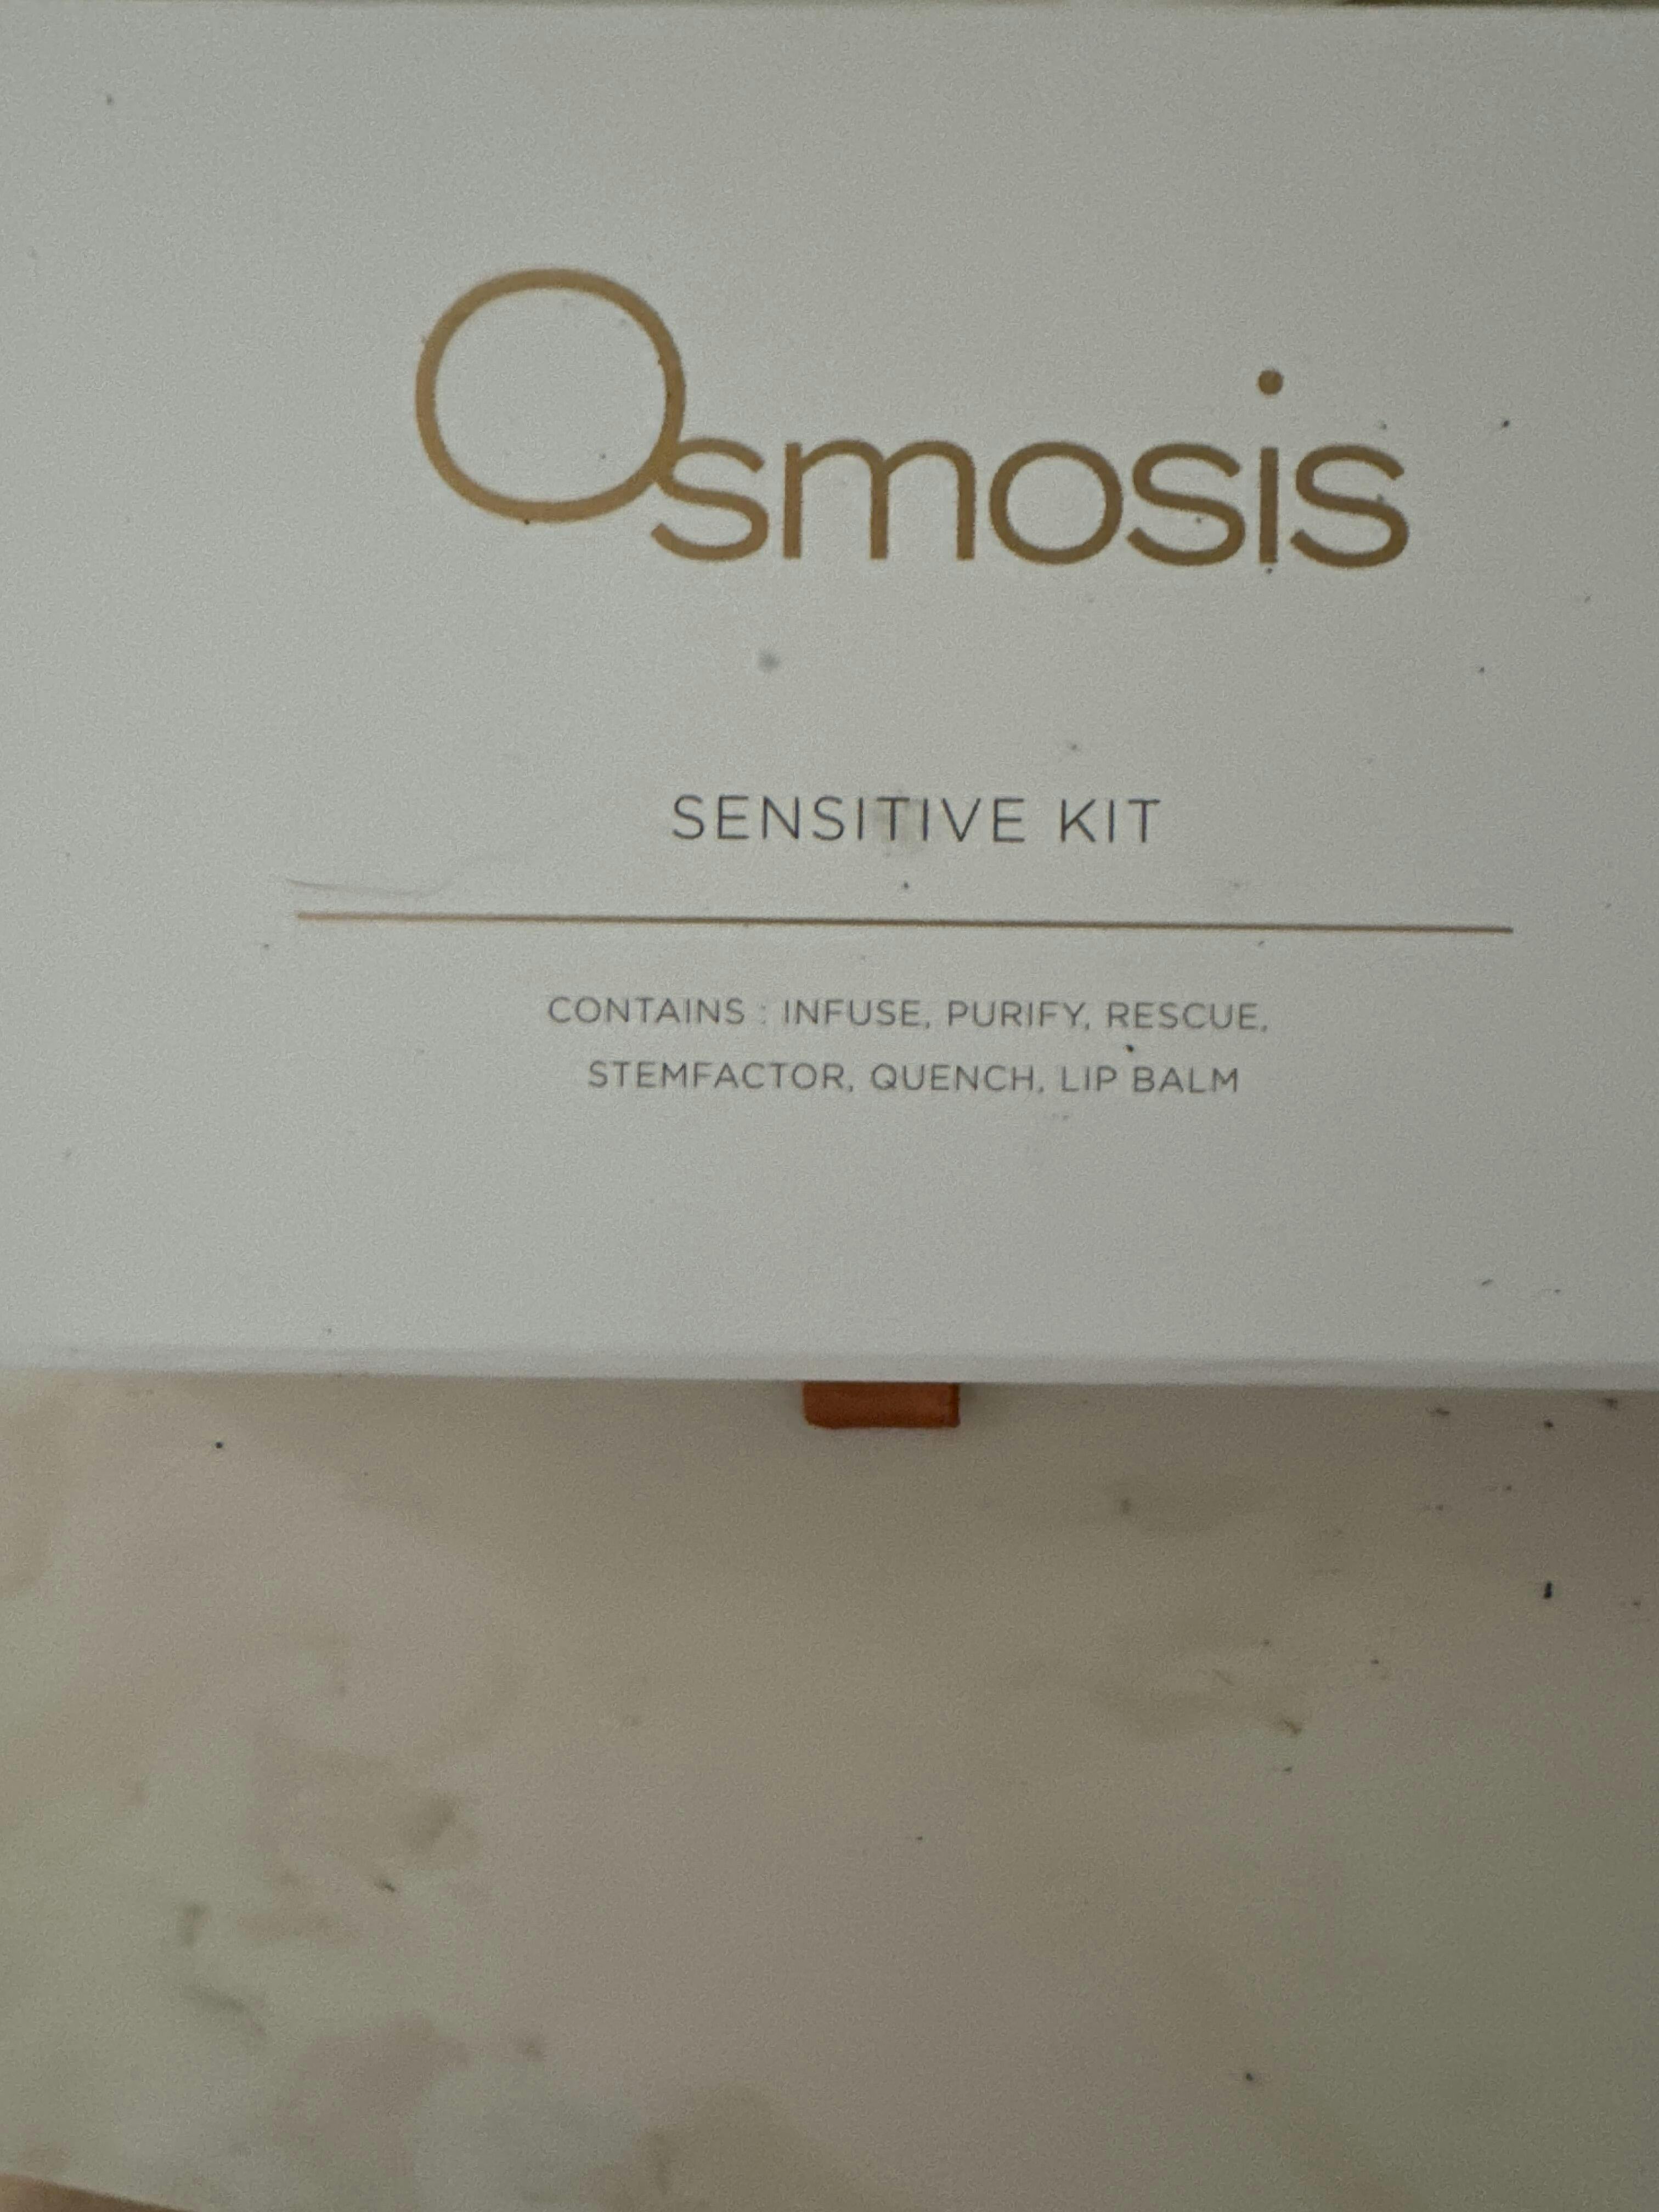 Osmosis
SENSITIVE KIT
CONTAINS : INFUSE, PURIFY, RESCUE,
STEMFACTOR, QUENCH, LIP BALM